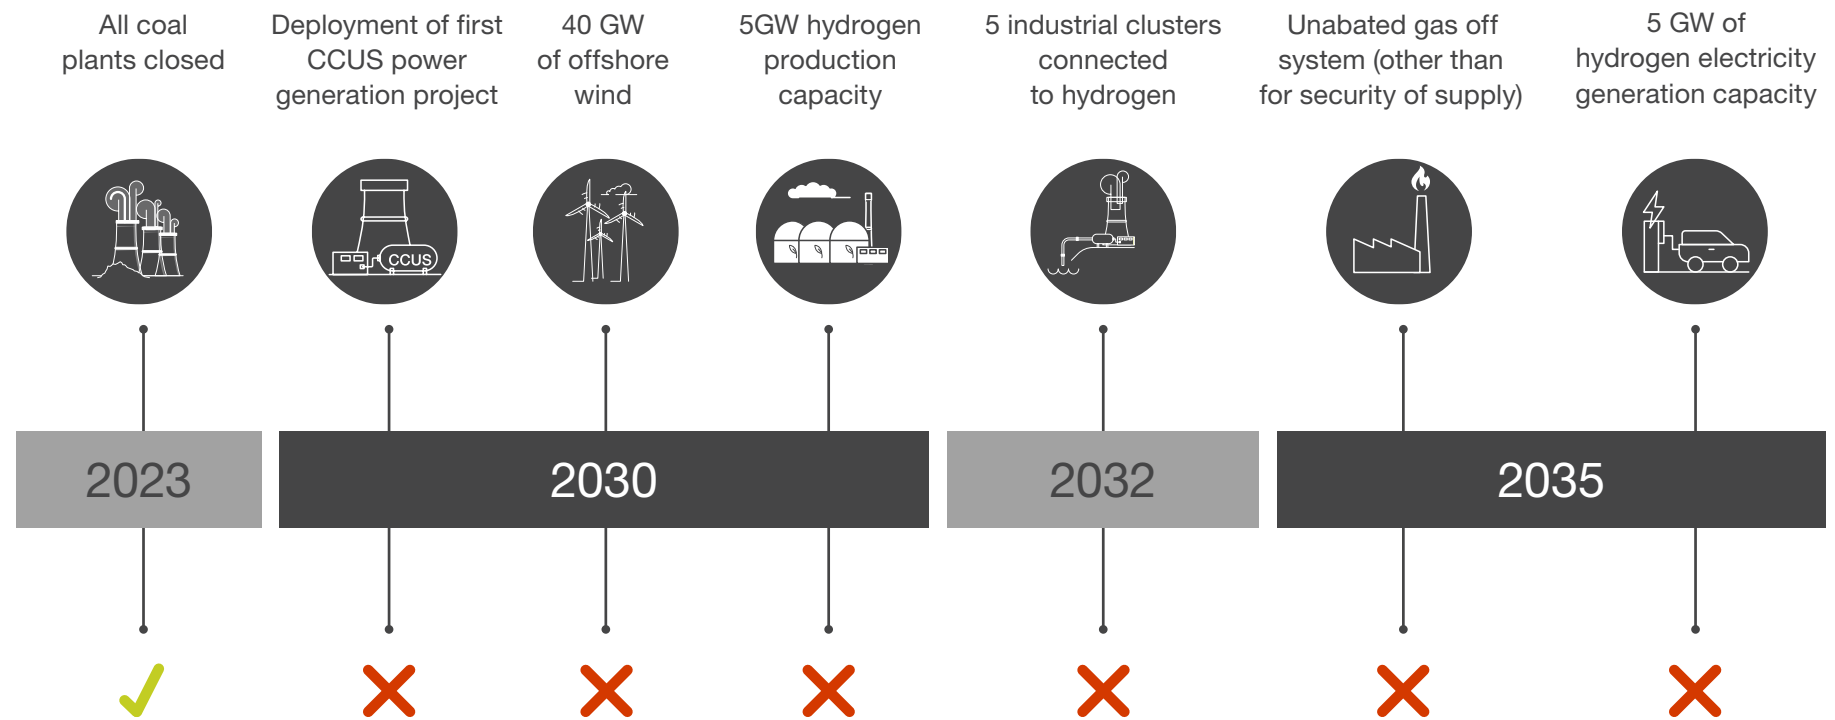 All coal
plants closed
Deployment of first
CCUS power
generation project
40 GW
of offshore
wind
5GW hydrogen
production
capacity
5 industrial clusters
connected
to hydrogen
Unabated gas off
system (other than
for security of supply)
5 GW of
hydrogen electricity
generation capacity
CCUS
2023
2030
2032
2035